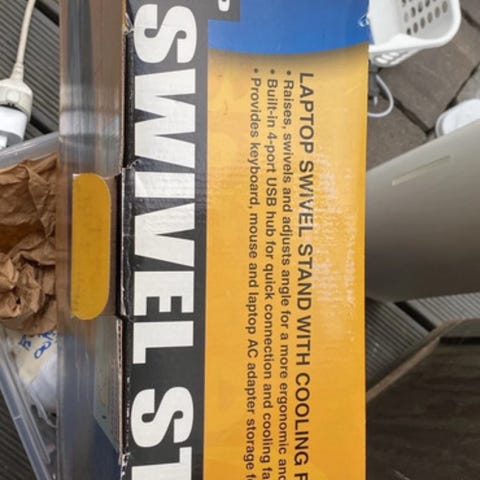 SWIVEL ST
LAPTOP SWIVEL STAND WITH COOLING F
• Raises, swivels and adjusts angle for a more ergonomic and
• Built-in 4-port USB hub for quick connection and cooling fa
• Provides keyboard, mouse and laptop AC adapter storage f